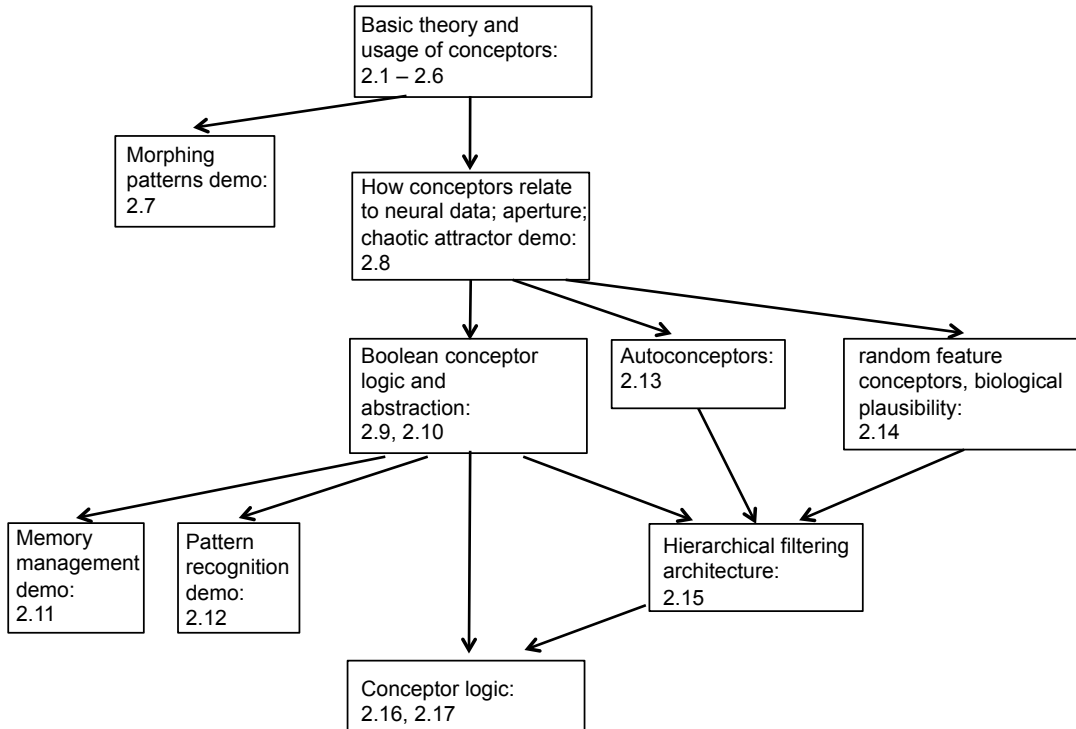 Basic theory and
usage of conceptors:
2.1 – 2.6
Morphing
patterns demo:
2.7
How conceptors relate
to neural data; aperture;
chaotic attractor demo:
2.8
Boolean conceptor
logic and
abstraction:
2.9, 2.10
Autoconceptors:
2.13
random feature
conceptors, biological
plausibility:
2.14
Memory
management
demo:
2.11
Pattern
recognition
demo:
2.12
Hierarchical filtering
architecture:
2.15
Conceptor logic:
2.16, 2.17